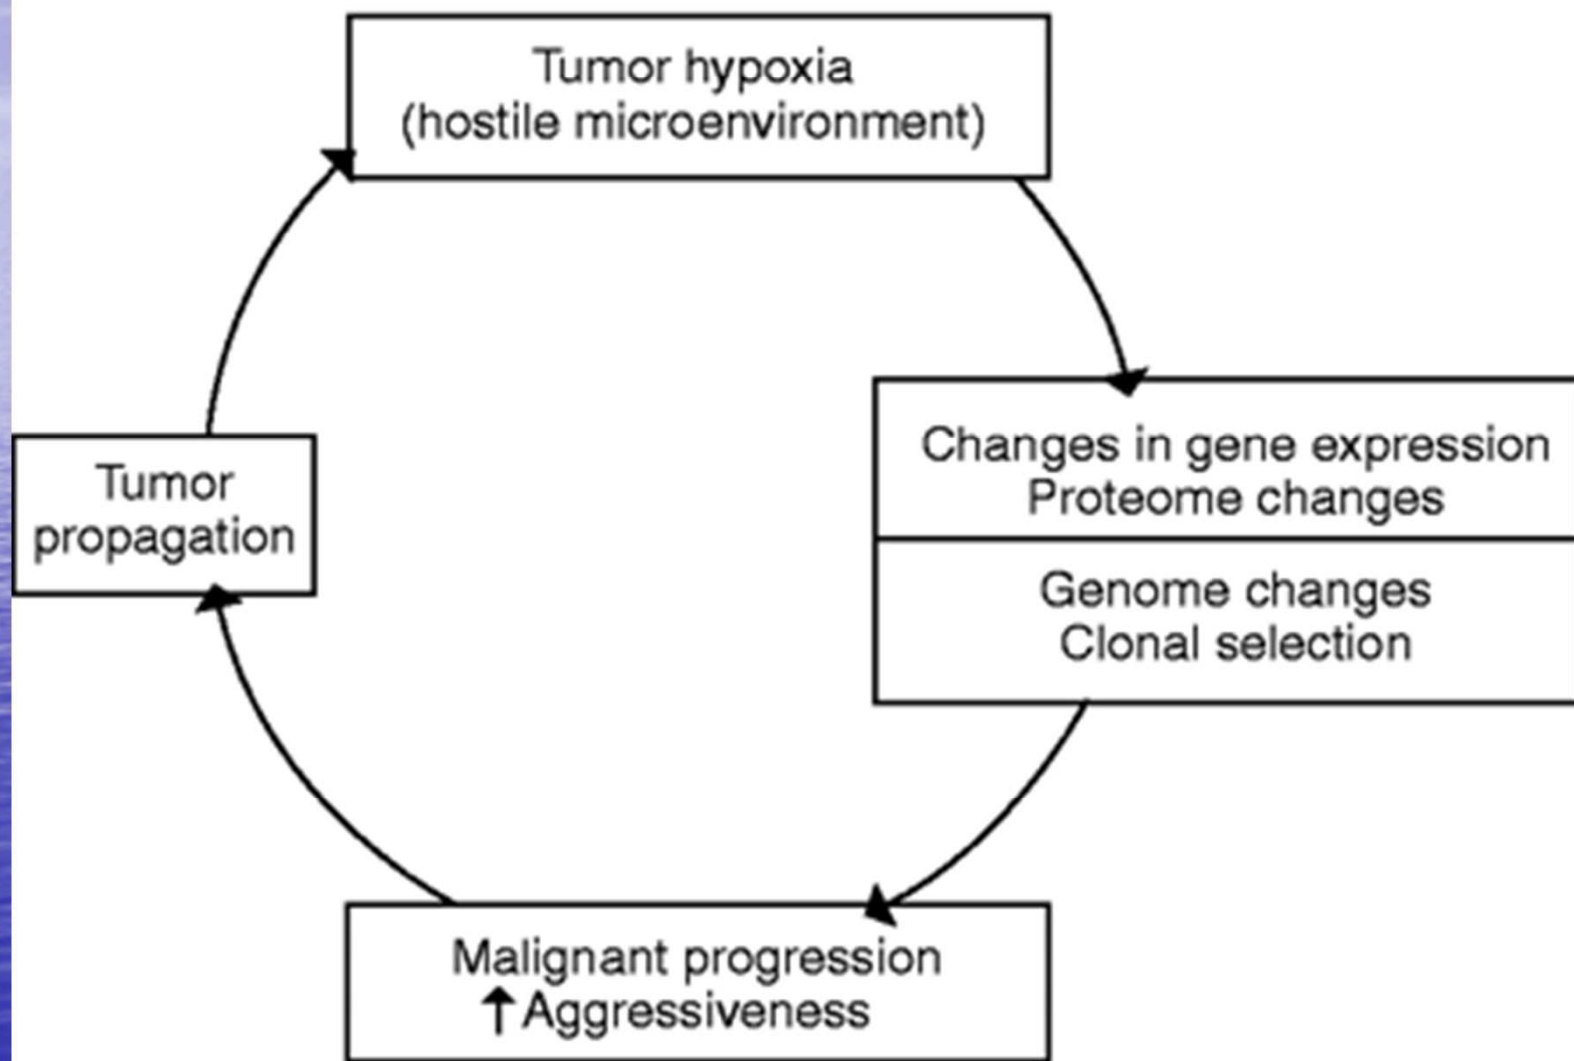 Tumor hypoxia
(hostile microenvironment)
Changes in gene expression
Proteome changes
Genome changes
Clonal selection
Malignant progression
↑Aggressiveness
Tumor
propagation